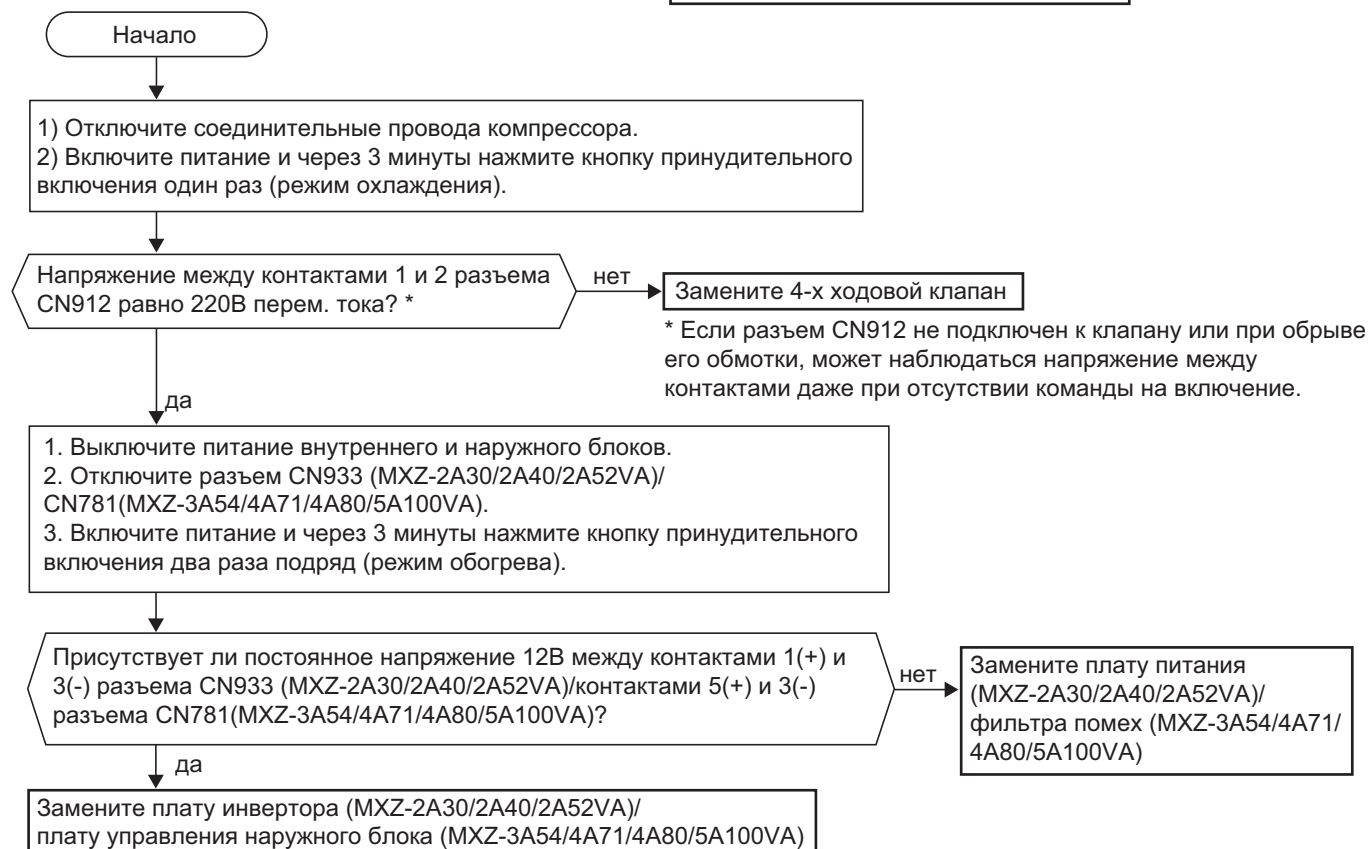 Начало
1) Отключите соединительные провода компрессора.
2) Включите питание и через 3 минуты нажмите кнопку принудительного
включения один раз (режим охлаждения).
Напряжение между контактами 1 и 2 разъема
CN912 равно 220В перем. тока? *
нет
Замените 4-х ходовой клапан
* Если разъем CN912 не подключен к клапану или при обрыве
его обмотки, может наблюдаться напряжение между
контактами даже при отсутствии команды на включение.
да
1. Выключите питание внутреннего и наружного блоков.
2. Отключите разъем CN933 (MXZ-2A30/2A40/2A52VA)/
CN781(MXZ-3A54/4A71/4A80/5A100VA).
3. Включите питание и через 3 минуты нажмите кнопку принудительного
включения два раза подряд (режим обогрева).
Присутствует ли постоянное напряжение 12В между контактами 1(+) и
3(-) разъема CN933 (MXZ-2A30/2A40/2A52VA)/контактами 5(+) и 3(-)
разъема CN781(MXZ-3A54/4A71/4A80/5A100VA)?
нет
Замените плату питания
(MXZ-2A30/2A40/2A52VA)/
фильтра помех (MXZ-3A54/4A71/
4A80/5A100VA)
да
Замените плату инвертора (MXZ-2A30/2A40/2A52VA)/
плату управления наружного блока (MXZ-3A54/4A71/4A80/5A100VA)